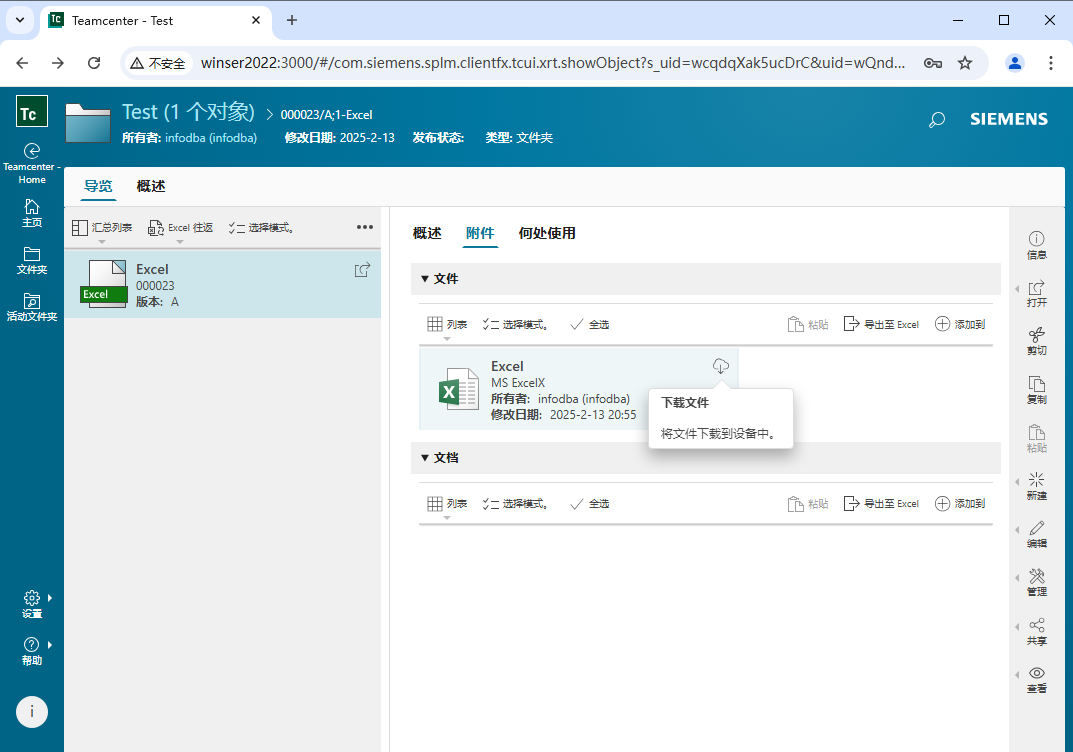 Teamcenter - Test
不安全
winser2022:3000/#/com.siemens.splm.clientfx.tcui.xrt.showObject?s_uid=wcqdqXak5ucDrC&uid=wQnd...
Tc
Test (1 个对象)
000023/A;1-Excel
所有者: infodba (infodba)
修改日期: 2025-2-13
发布状态:
类型: 文件夹
SIEMENS
Teamcenter -
Home
主页
文件夹
活动文件夹
设置
帮助
导览
概述
汇总列表
Excel 往返
选择模式。
Excel
Excel
000023
版本: A
概述
附件
何处使用
文件
列表
选择模式。
全选
粘贴
导出至 Excel
添加到
Excel
MS ExcelX
所有者: infodba (infodba)
修改日期: 2025-2-13 20:55
下载文件
将文件下载到设备中。
文档
列表
选择模式。
全选
粘贴
导出至 Excel
添加到
信息
打开
剪切
复制
粘贴
新建
编辑
管理
共享
查看